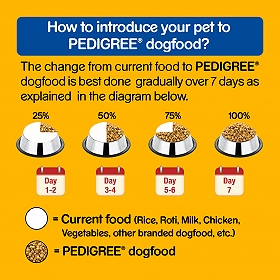 How to introduce your pet to
PEDIGREE® dogfood?
The change from current food to PEDIGREE®
dogfood is best done gradually over 7 days as
explained in the diagram below.
25% 50% 75% 100%
Day Day Day Day
1-2 3-4 5-6 7
= Current food (Rice, Roti, Milk, Chicken,
Vegetables, other branded dogfood, etc.)
= PEDIGREE® dogfood